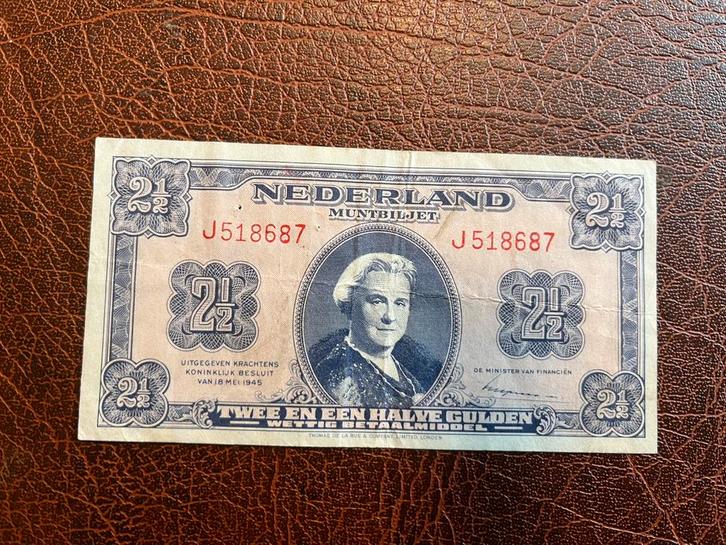 2½ NEDERLAND 2½
MUNTBILJET
J518687 J518687
2½ 2½
UITGEGEVEN KRACHTENS
KONINKLIJK BESLUIT
VAN 18 MEI 1945
DE MINISTER VAN FINANCIËN
2½ 2½
TWEE EN EEN HALVE GULDEN
WETTIG BETAALMIDDEL
THOMAS DE LA RUE & COMPANY, LIMITED, LONDEN